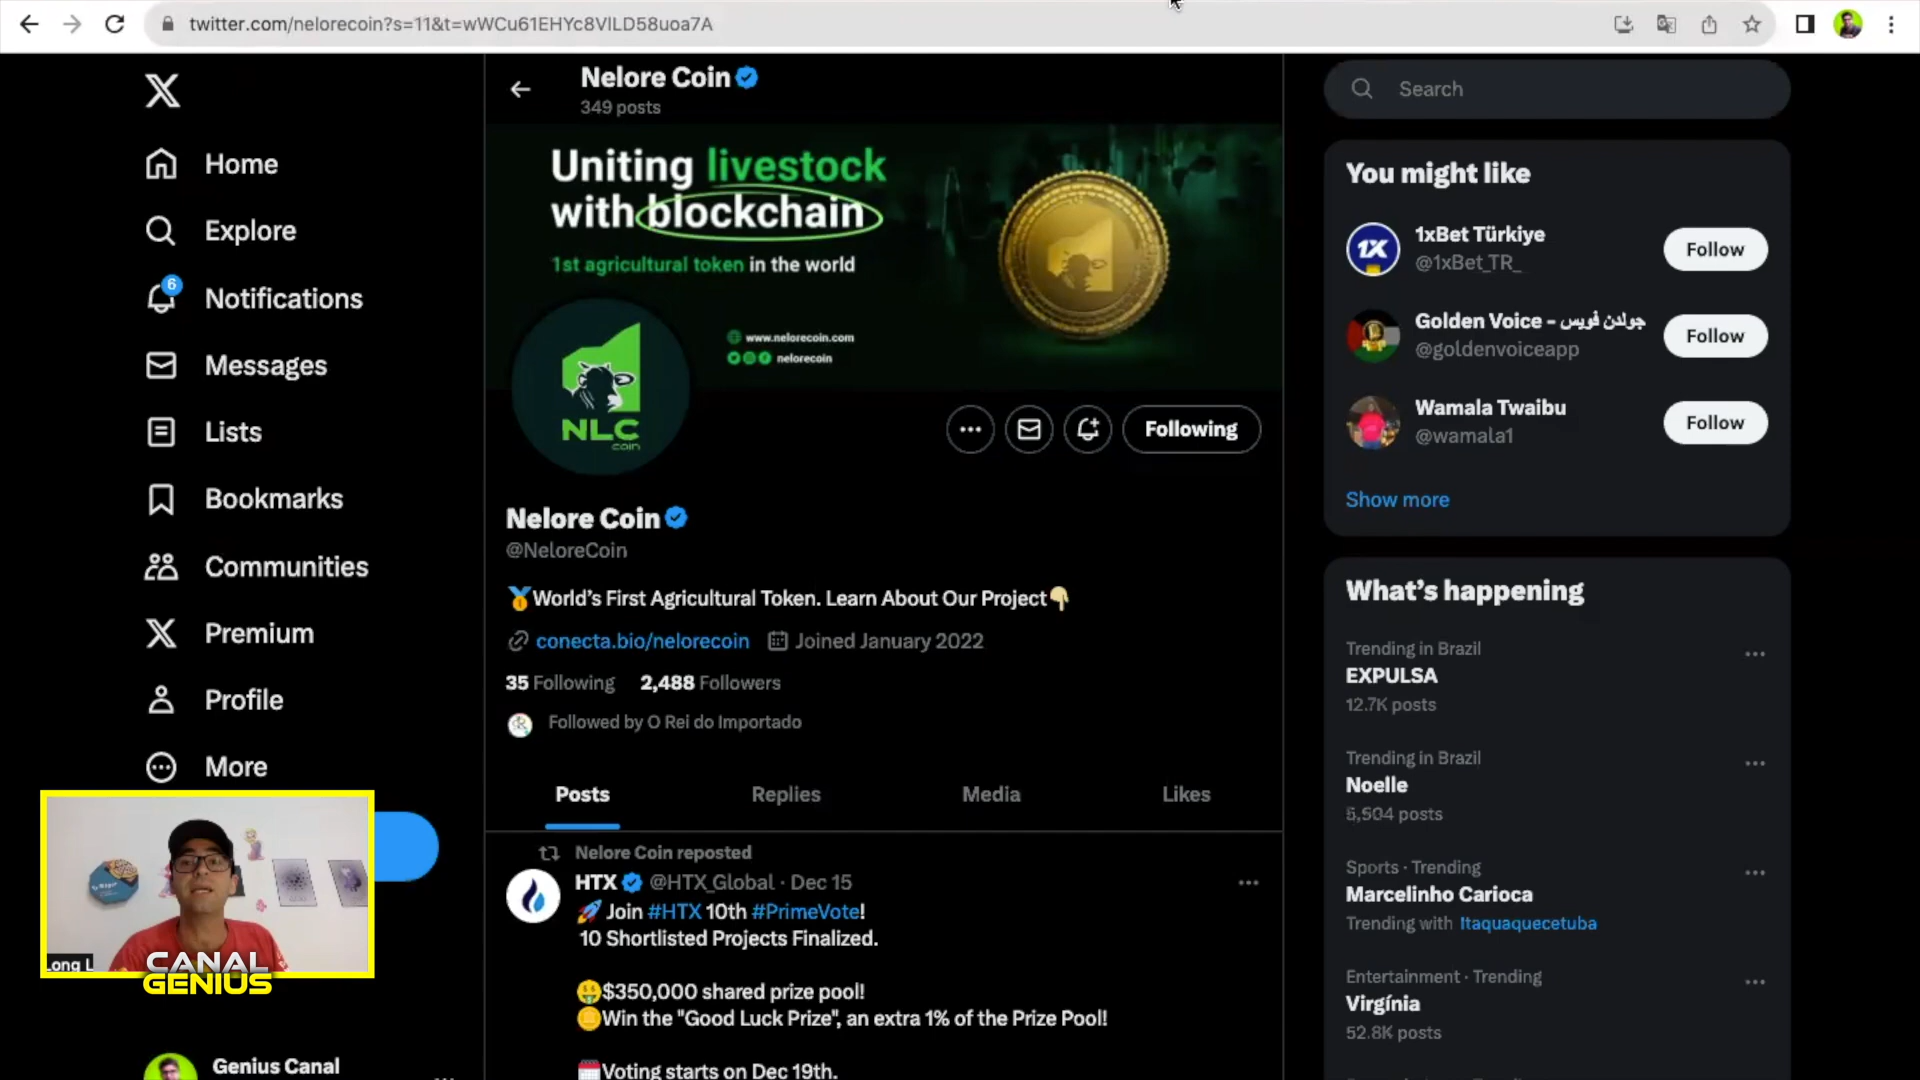 twitter.com/nelorecoin?s=11&t=wWCu61EHYc8VlLD58uoa7A
Home
Explore
6
Notifications
Messages
Lists
Bookmarks
Communities
Premium
Profile
More
CANAL
GENIUS
Genius Canal
Nelore Coin
349 posts
Uniting livestock
with blockchain
1st agricultural token in the world
www.nelorecoin.com
nelorecoin
NLC
coin
Following
Nelore Coin
@NeloreCoin
🥇World's First Agricultural Token. Learn About Our Project👇
conecta.bio/nelorecoin Joined January 2022
35 Following 2,488 Followers
Followed by O Rei do Importado
Posts Replies Media Likes
Nelore Coin reposted
HTX @HTX_Global · Dec 15
🚀 Join #HTX 10th #PrimeVote!
10 Shortlisted Projects Finalized.
🤑$350,000 shared prize pool!
🪙Win the "Good Luck Prize", an extra 1% of the Prize Pool!
🗓Voting starts on Dec 19th.
Search
You might like
1X
1xBet Türkiye
@1xBet_TR_
Follow
Golden Voice - جولدن فويس
@goldenvoiceapp
Follow
Wamala Twaibu
@wamala1
Follow
Show more
What's happening
Trending in Brazil
EXPULSA
12.7K posts
Trending in Brazil
Noelle
5,504 posts
Sports · Trending
Marcelinho Carioca
Trending with Itaquaquecetuba
Entertainment · Trending
Virgínia
52.8K posts